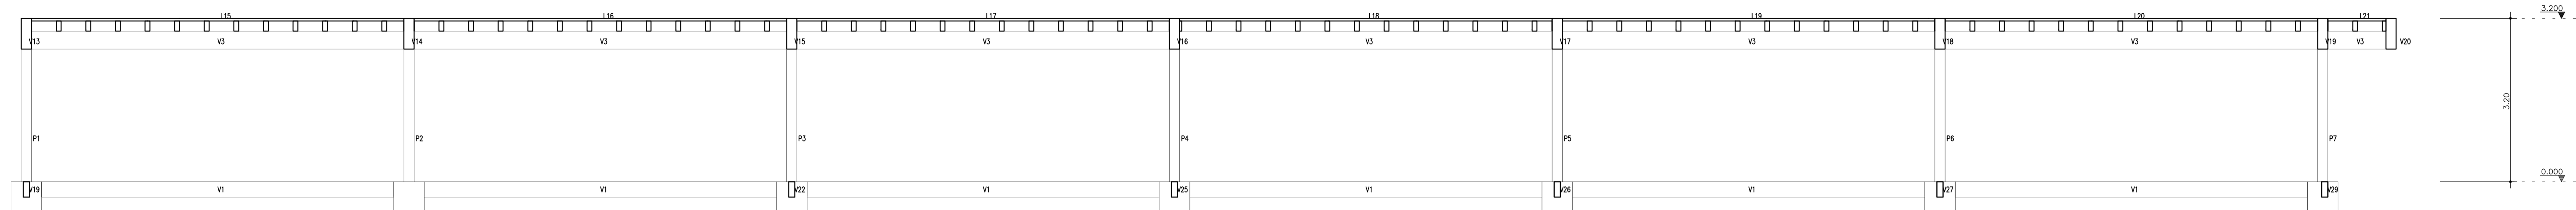 L15 L16 L17 L18 L19 L20 L21 3.200
V13 V3 V14 V3 V15 V3 V16 V3 V17 V3 V18 V3 V19 V3 V20
3.20
P1 P2 P3 P4 P5 P6 P7
0.000
V19 V1 V1 V22 V1 V25 V1 V26 V1 V27 V1 V29